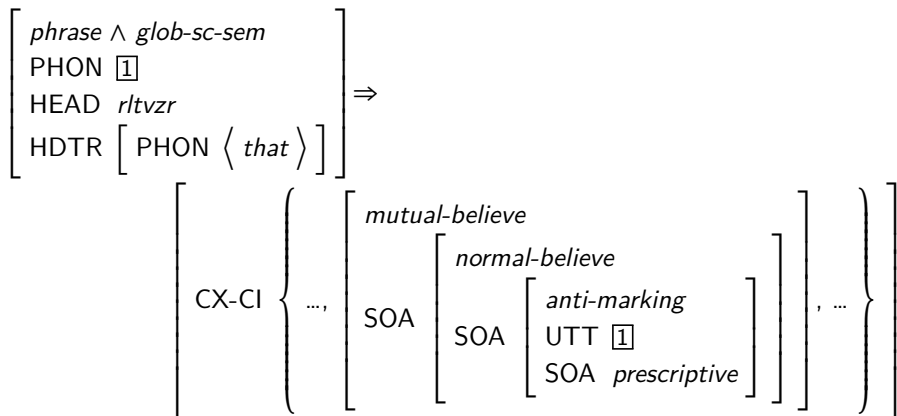 phrase ∧ glob-sc-sem
PHON 1
HEAD rltvzr
HDTR [ PHON ⟨ that ⟩ ]
⇒
mutual-believe
normal-believe
CX-CI { ..., SOA SOA anti-marking , ... }
UTT 1
SOA prescriptive